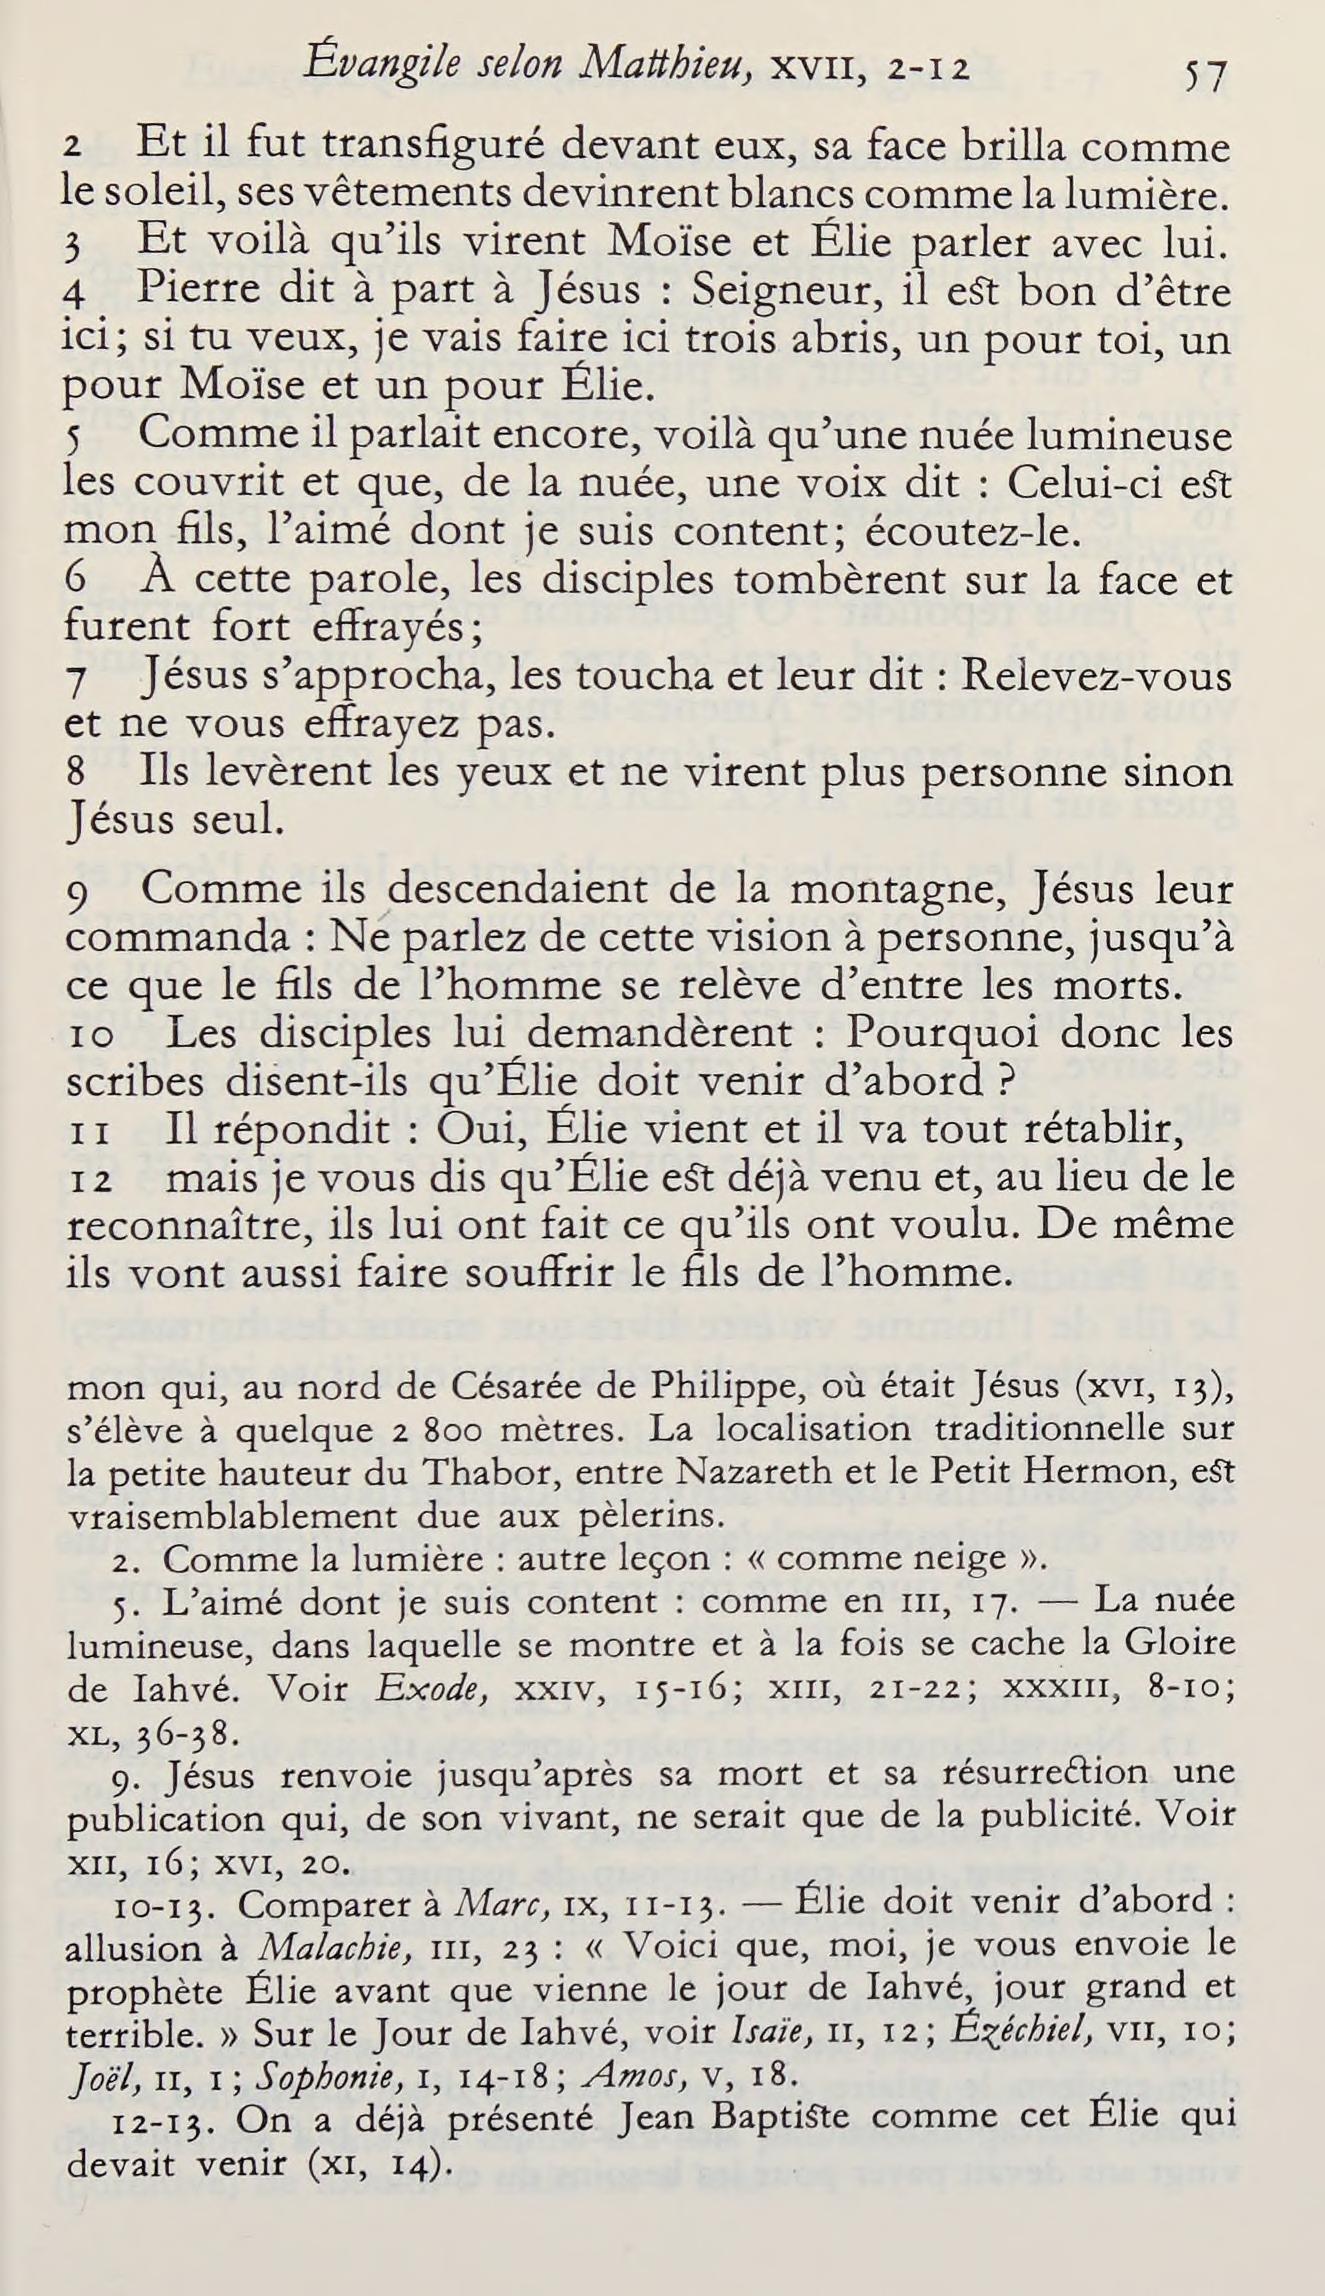 Évangile selon Matthieu, XVII, 2-12 57
2 Et il fut transfiguré devant eux, sa face brilla comme
le soleil, ses vêtements devinrent blancs comme la lumière.
3 Et voilà qu'ils virent Moïse et Élie parler avec lui.
4 Pierre dit à part à Jésus : Seigneur, il est bon d'être
ici; si tu veux, je vais faire ici trois abris, un pour toi, un
pour Moïse et un pour Élie.
5 Comme il parlait encore, voilà qu'une nuée lumineuse
les couvrit et que, de la nuée, une voix dit : Celui-ci est
mon fils, l'aimé dont je suis content; écoutez-le.
6 À cette parole, les disciples tombèrent sur la face et
furent fort effrayés;
7 Jésus s'approcha, les toucha et leur dit : Relevez-vous
et ne vous effrayez pas.
8 Ils levèrent les yeux et ne virent plus personne sinon
Jésus seul.
9 Comme ils descendaient de la montagne, Jésus leur
commanda : Ne parlez de cette vision à personne, jusqu'à
ce que le fils de l'homme se relève d'entre les morts.
10 Les disciples lui demandèrent : Pourquoi donc les
scribes disent-ils qu'Élie doit venir d'abord ?
11 Il répondit : Oui, Élie vient et il va tout rétablir,
12 mais je vous dis qu'Élie est déjà venu et, au lieu de le
reconnaître, ils lui ont fait ce qu'ils ont voulu. De même
ils vont aussi faire souffrir le fils de l'homme.
mon qui, au nord de Césarée de Philippe, où était Jésus (XVI, 13),
s'élève à quelque 2 800 mètres. La localisation traditionnelle sur
la petite hauteur du Thabor, entre Nazareth et le Petit Hermon, est
vraisemblablement due aux pèlerins.
2. Comme la lumière : autre leçon : « comme neige ».
5. L'aimé dont je suis content : comme en III, 17. — La nuée
lumineuse, dans laquelle se montre et à la fois se cache la Gloire
de Iahvé. Voir Exode, XXIV, 15-16; XIII, 21-22; XXXIII, 8-10;
XL, 36-38.
9. Jésus renvoie jusqu'après sa mort et sa résurrection une
publication qui, de son vivant, ne serait que de la publicité. Voir
XII, 16; XVI, 20.
10-13. Comparer à Marc, IX, 11-13. — Élie doit venir d'abord :
allusion à Malachie, III, 23 : « Voici que, moi, je vous envoie le
prophète Élie avant que vienne le jour de Iahvé, jour grand et
terrible. » Sur le Jour de Iahvé, voir Isaïe, II, 12; Ézéchiel, VII, 10;
Joël, II, 1; Sophonie, I, 14-18; Amos, V, 18.
12-13. On a déjà présenté Jean Baptiste comme cet Élie qui
devait venir (XI, 14).